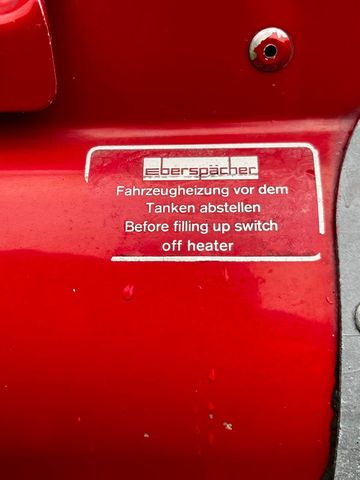 Eberspächer
Fahrzeugheizung vor dem
Tanken abstellen
Before filling up switch
off heater